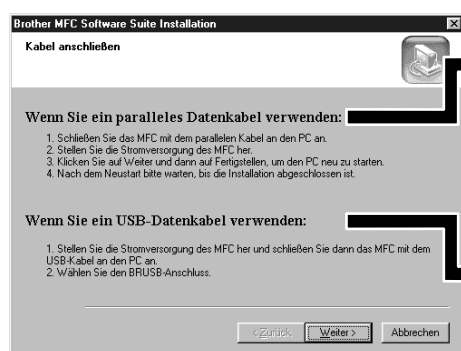 Brother MFC Software Suite Installation
Kabel anschließen
Wenn Sie ein paralleles Datenkabel verwenden:
1. Schließen Sie das MFC mit dem parallelen Kabel an den PC an.
2. Stellen Sie die Stromversorgung des MFC her.
3. Klicken Sie auf Weiter und dann auf Fertigstellen, um den PC neu zu starten.
4. Nach dem Neustart bitte warten, bis die Installation abgeschlossen ist.
Wenn Sie ein USB-Datenkabel verwenden:
1. Stellen Sie die Stromversorgung des MFC her und schließen Sie dann das MFC mit dem
USB-Kabel an den PC an.
2. Wählen Sie den BRUSB-Anschluss.
< Zurück Weiter > Abbrechen